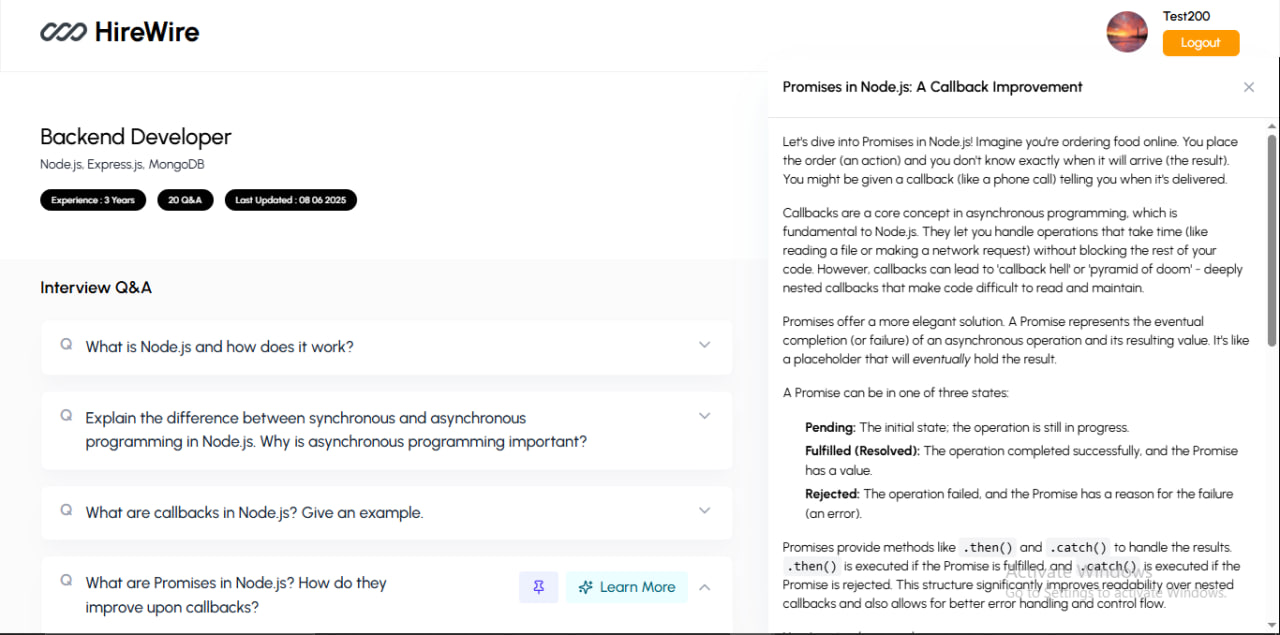 HireWire
Test200
Logout
Backend Developer
Node.js, Express.js, MongoDB
Experience : 3 Years
20 Q&A
Last Updated : 08 06 2025
Interview Q&A
Q What is Node.js and how does it work?
Q Explain the difference between synchronous and asynchronous
programming in Node.js. Why is asynchronous programming important?
Q What are callbacks in Node.js? Give an example.
Q What are Promises in Node.js? How do they
improve upon callbacks?
Learn More
Promises in Node.js: A Callback Improvement
Let's dive into Promises in Node.js! Imagine you're ordering food online. You place
the order (an action) and you don't know exactly when it will arrive (the result).
You might be given a callback (like a phone call) telling you when it's delivered.
Callbacks are a core concept in asynchronous programming, which is
fundamental to Node.js. They let you handle operations that take time (like
reading a file or making a network request) without blocking the rest of your
code. However, callbacks can lead to 'callback hell' or 'pyramid of doom' - deeply
nested callbacks that make code difficult to read and maintain.
Promises offer a more elegant solution. A Promise represents the eventual
completion (or failure) of an asynchronous operation and its resulting value. It's like
a placeholder that will eventually hold the result.
A Promise can be in one of three states:
Pending: The initial state; the operation is still in progress.
Fulfilled (Resolved): The operation completed successfully, and the Promise
has a value.
Rejected: The operation failed, and the Promise has a reason for the failure
(an error).
Promises provide methods like .then() and .catch() to handle the results.
.then() is executed if the Promise is fulfilled, and .catch() is executed if the
Promise is rejected. This structure significantly improves readability over nested
callbacks and also allows for better error handling and control flow.
Activate Windows
Go to Settings to activate Windows.